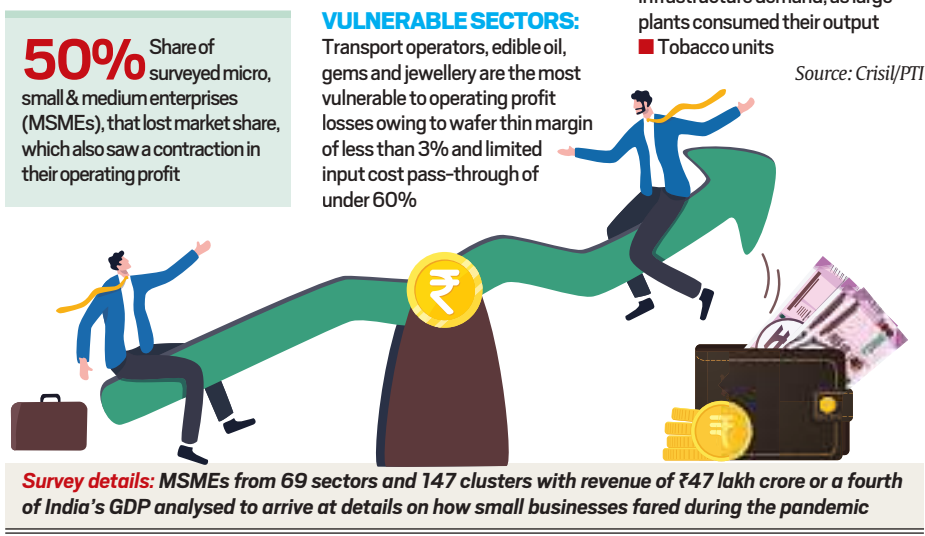 50% Share of
surveyed micro,
small & medium enterprises
(MSMEs), that lost market share,
which also saw a contraction in
their operating profit
VULNERABLE SECTORS:
Transport operators, edible oil,
gems and jewellery are the most
vulnerable to operating profit
losses owing to wafer thin margin
of less than 3% and limited
input cost pass-through of
under 60%
plants consumed their output
■ Tobacco units
Source: Crisil/PTI
₹
₹
Survey details: MSMEs from 69 sectors and 147 clusters with revenue of ₹47 lakh crore or a fourth
of India's GDP analysed to arrive at details on how small businesses fared during the pandemic